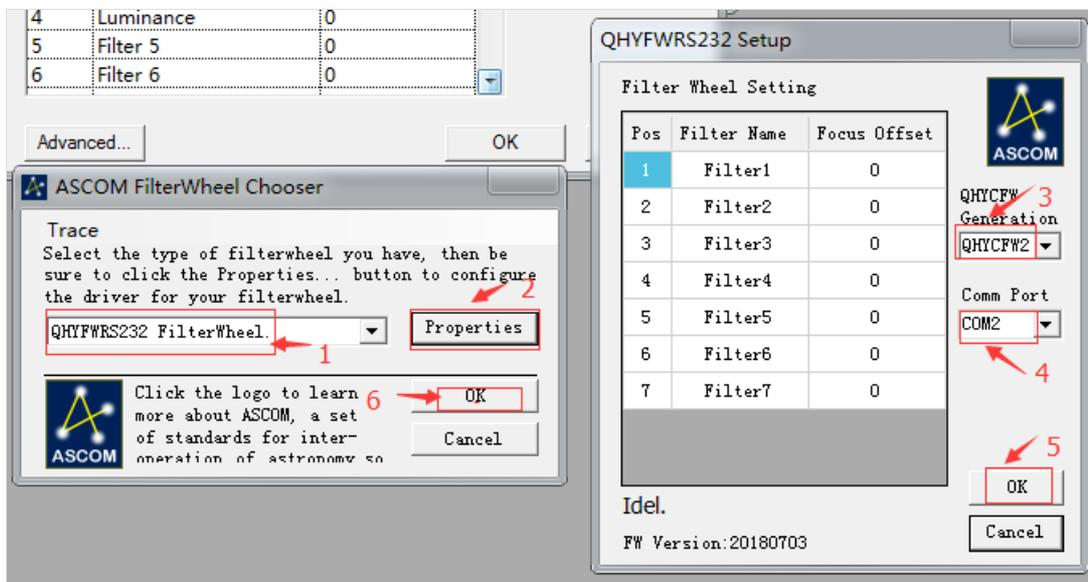 4 Luminance 0
5 Filter 5 0
6 Filter 6 0
Advanced...
OK
ASCOM FilterWheel Chooser
Trace
Select the type of filterwheel you have, then be
sure to click the Properties... button to configure
the driver for your filterwheel.
2
QHYFWRS232 FilterWheel.
Properties
1
ASCOM
Click the logo to learn
more about ASCOM, a set
of standards for inter-
operation of astronomy so
6
OK
Cancel
QHYFWRS232 Setup
Filter Wheel Setting
Pos Filter Name Focus Offset
1 Filter1 0
2 Filter2 0
3 Filter3 0
4 Filter4 0
5 Filter5 0
6 Filter6 0
7 Filter7 0
ASCOM
QHYCFW
3
Generation
QHYCFW2
Comm Port
COM2
4
5
OK
Cancel
Idel.
FW Version:20180703